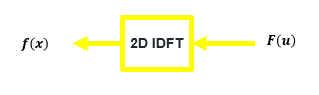 f(x) 2D IDFT F(u)